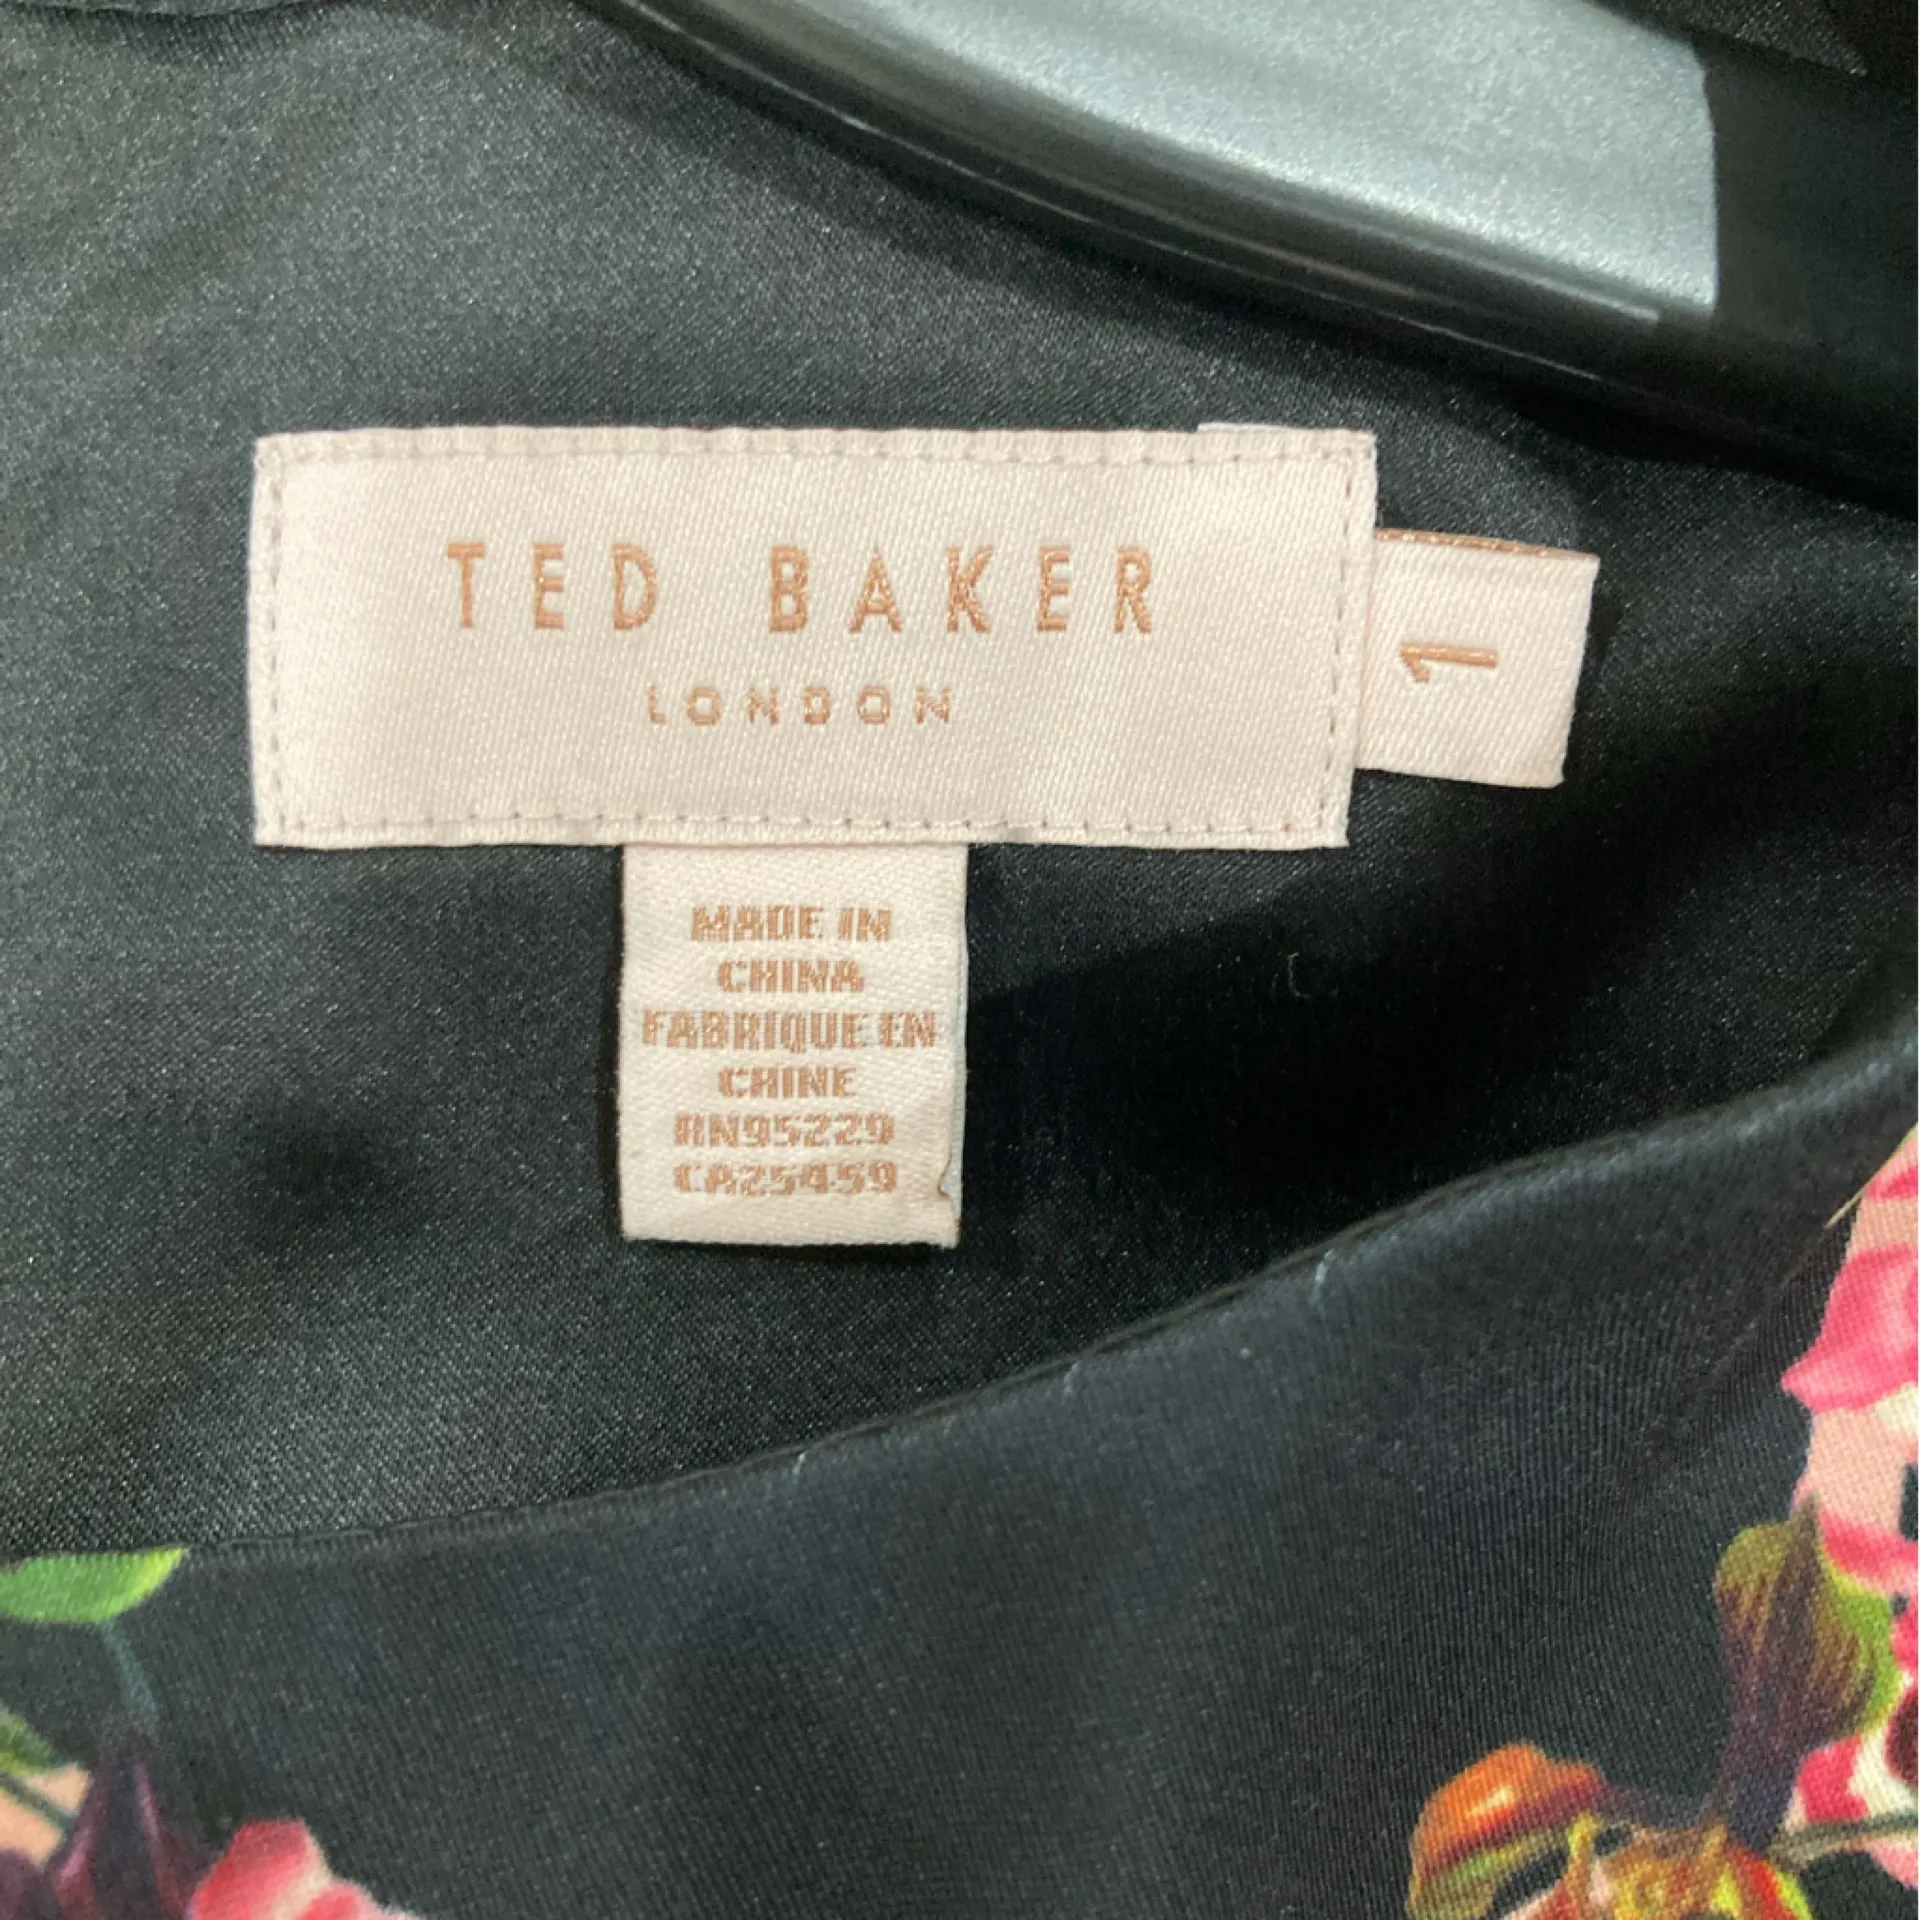 TED BAKER
LONDON
1
MADE IN
CHINA
FABRIQUE EN
CHINE
RN95229
CA25459